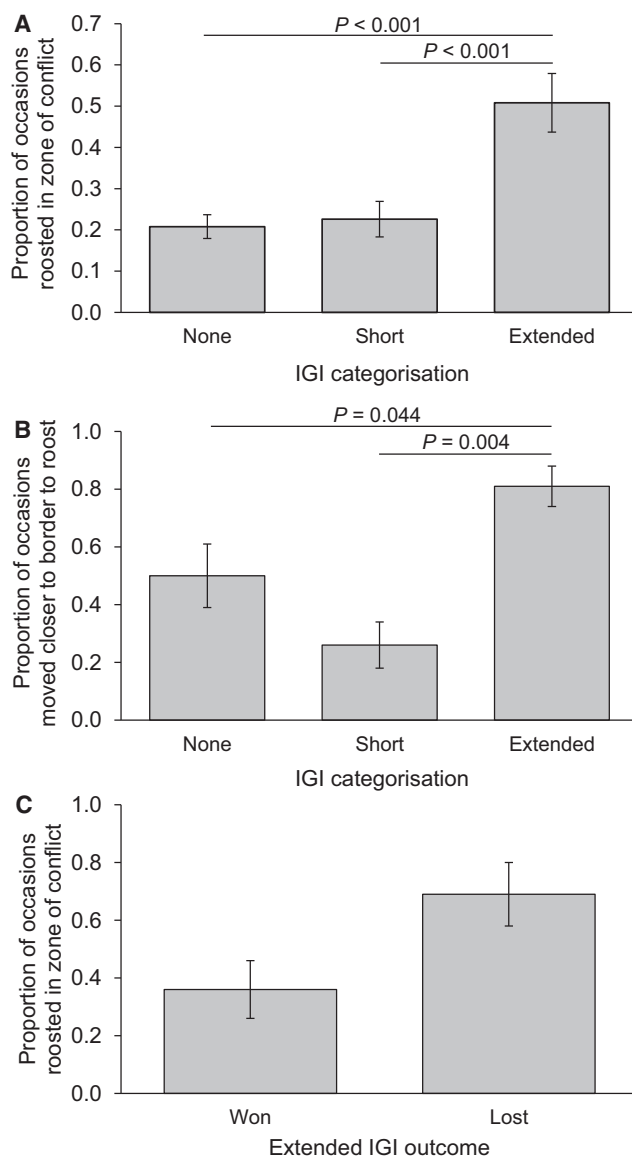 A
Proportion of occasions
roosted in zone of conflict
0.7
0.6
0.5
0.4
0.3
0.2
0.1
0.0
P < 0.001
P < 0.001
None Short Extended
IGI categorisation
B
Proportion of occasions
moved closer to border to roost
1.0
0.8
0.6
0.4
0.2
0.0
P = 0.044
P = 0.004
None Short Extended
IGI categorisation
C
Proportion of occasions
roosted in zone of conflict
1.0
0.8
0.6
0.4
0.2
0.0
Won Lost
Extended IGI outcome